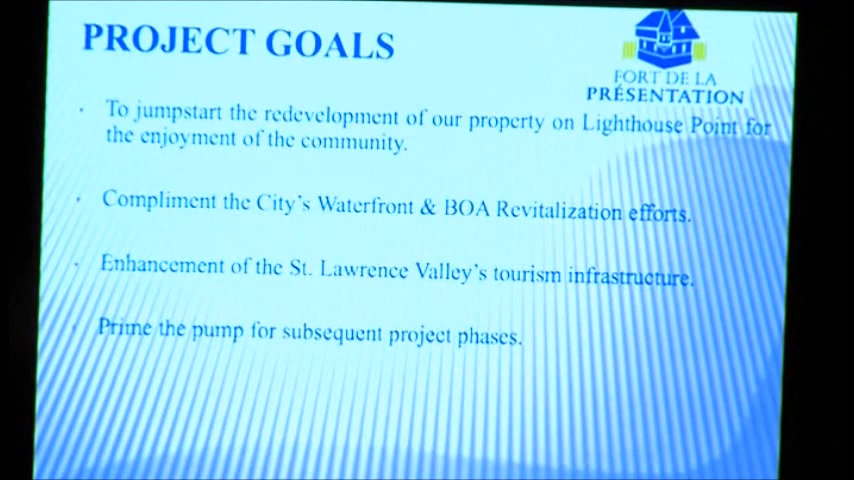 PROJECT GOALS
FORT DE LA
PRÉSENTATION
· To jumpstart the redevelopment of our property on Lighthouse Point for
the enjoyment of the community.
· Compliment the City's Waterfront & BOA Revitalization efforts.
· Enhancement of the St. Lawrence Valley's tourism infrastructure.
· Prime the pump for subsequent project phases.